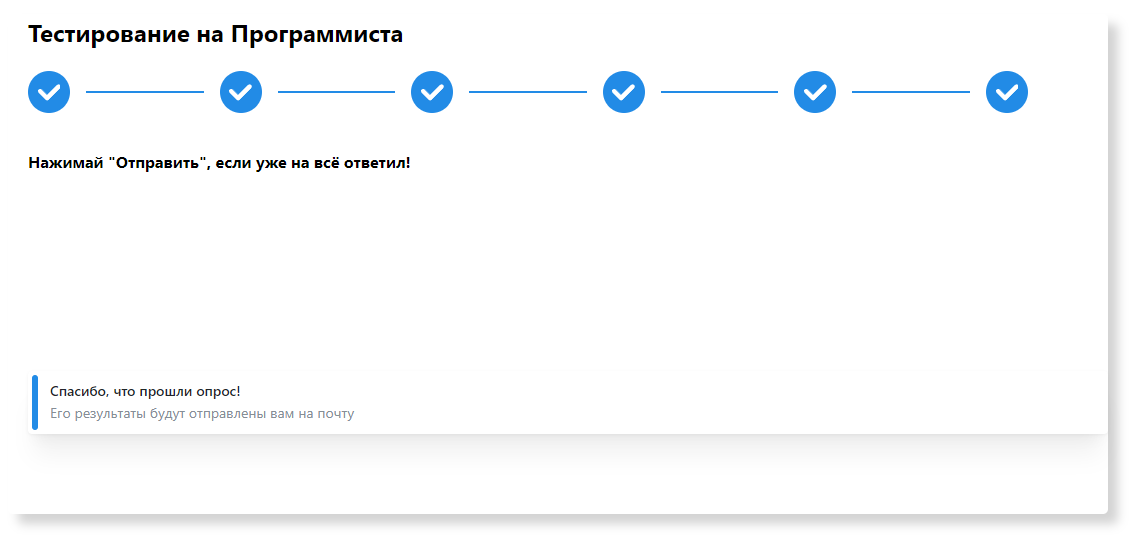 Тестирование на Программиста
Нажимай "Отправить", если уже на всё ответил!
Спасибо, что прошли опрос!
Его результаты будут отправлены вам на почту